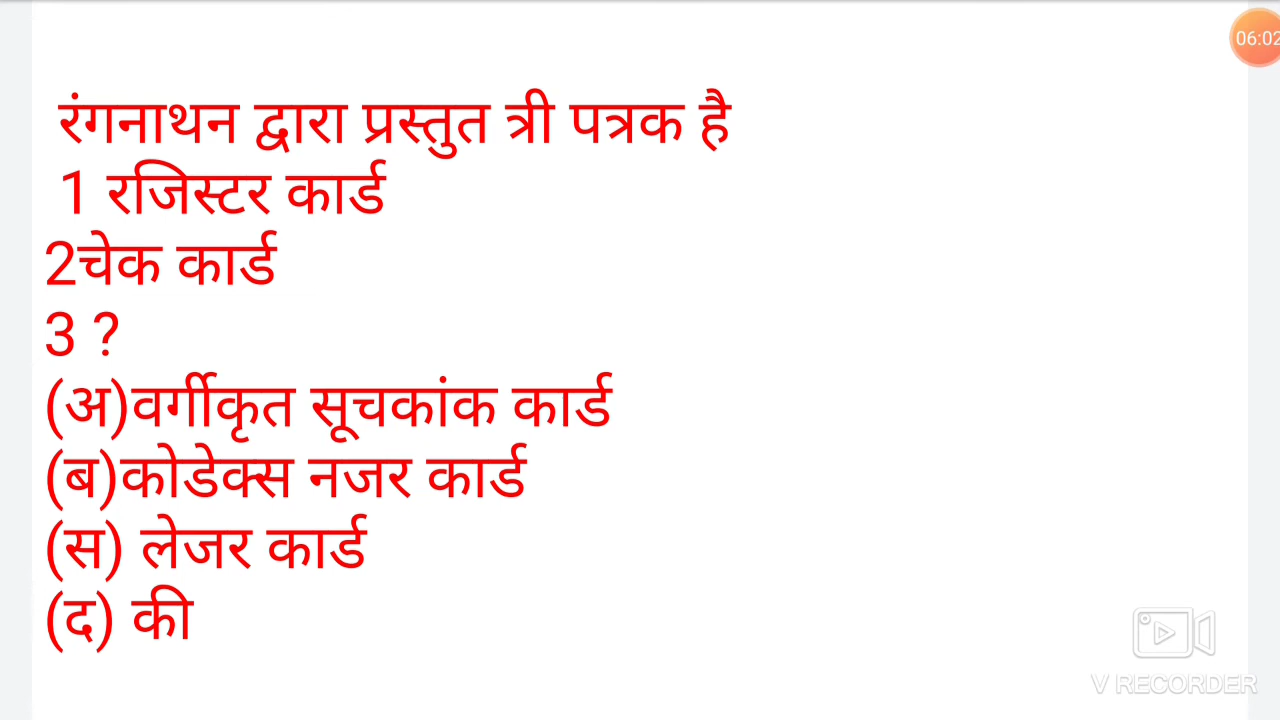 06:02
रंगनाथन द्वारा प्रस्तुत त्री पत्रक है
1 रजिस्टर कार्ड
2चेक कार्ड
3 ?
(अ)वर्गीकृत सूचकांक कार्ड
(ब)कोडेक्स नजर कार्ड
(स) लेजर कार्ड
(द) की
V RECORDER